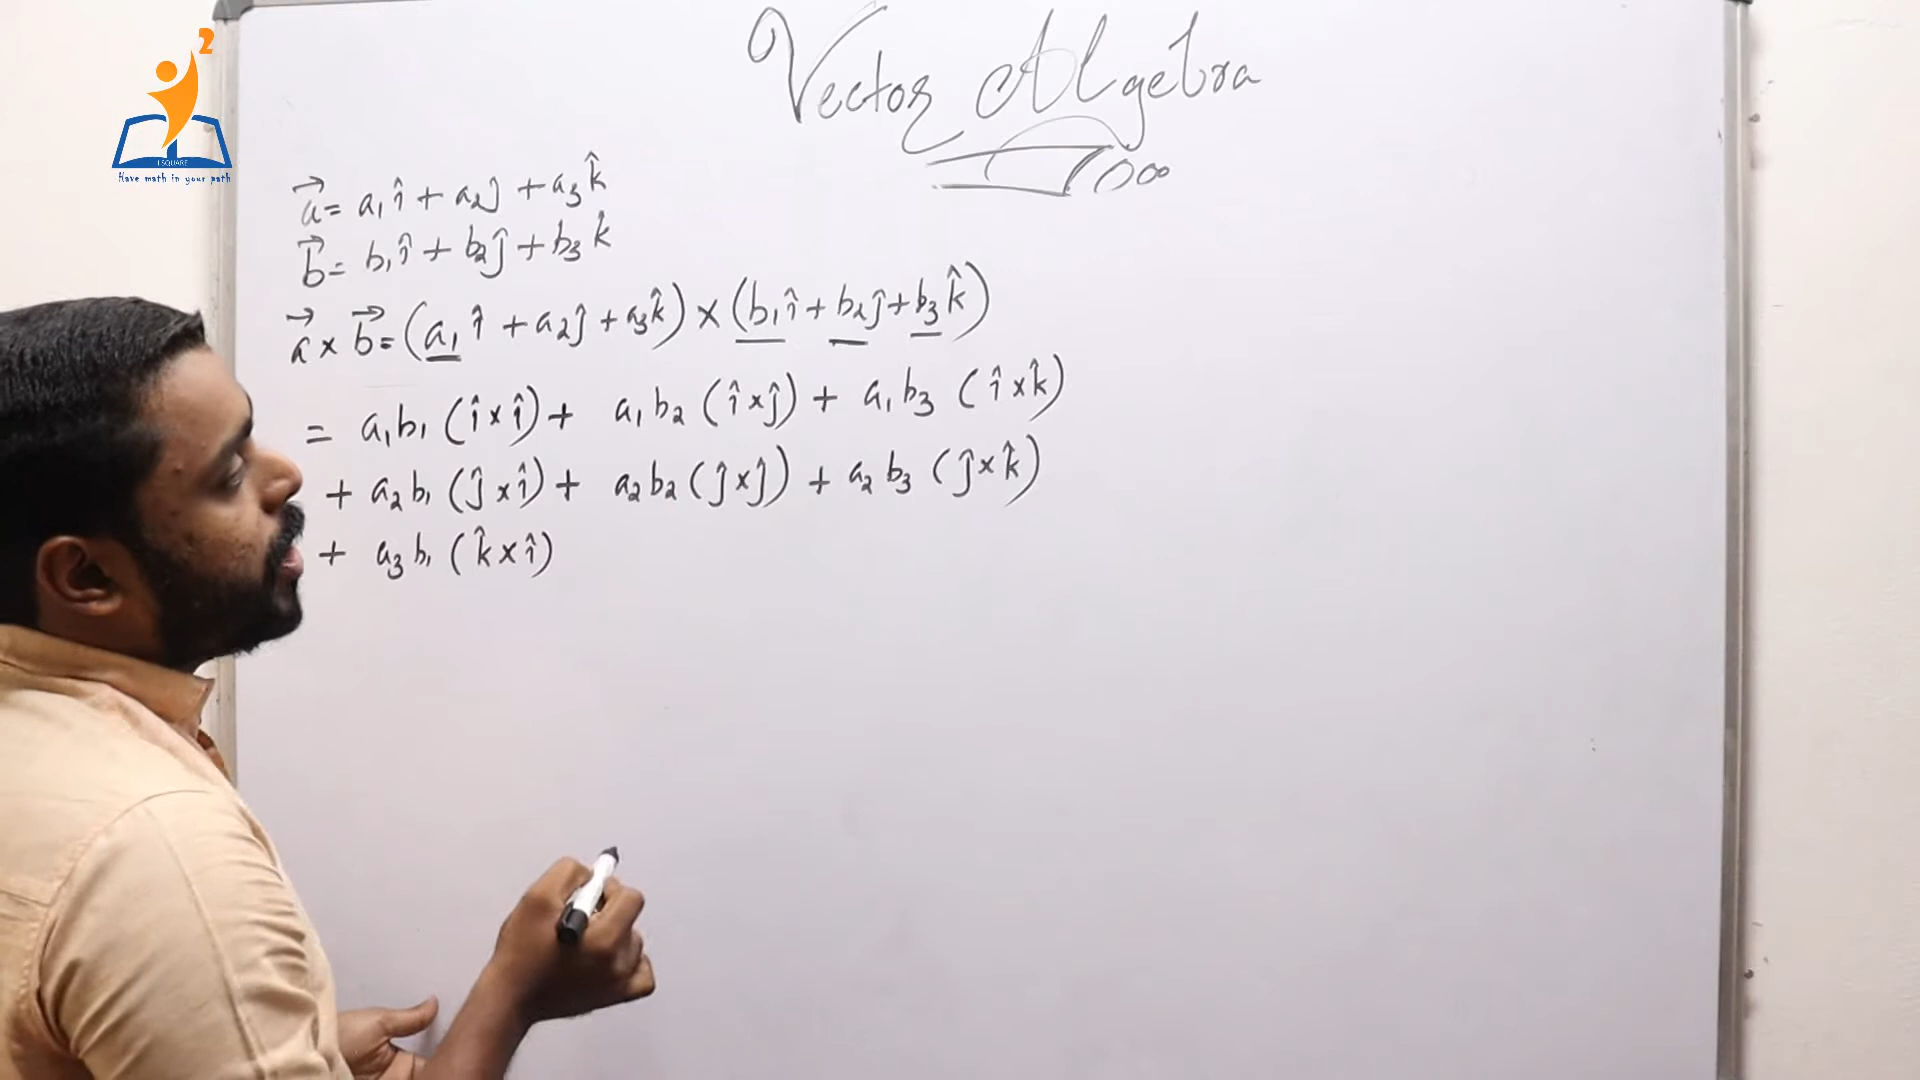 2
I SQUARE
Have math in your path
Vector Algebra
a⃗ = a₁î + a₂ĵ + a₃k̂
b⃗ = b₁î + b₂ĵ + b₃k̂
a⃗ × b⃗ = (a₁î + a₂ĵ + a₃k̂) × (b₁î + b₂ĵ + b₃k̂)
= a₁b₁ (î × î) + a₁b₂ (î × ĵ) + a₁b₃ (î × k̂)
+ a₂b₁ (ĵ × î) + a₂b₂ (ĵ × ĵ) + a₂b₃ (ĵ × k̂)
+ a₃b₁ (k̂ × î)